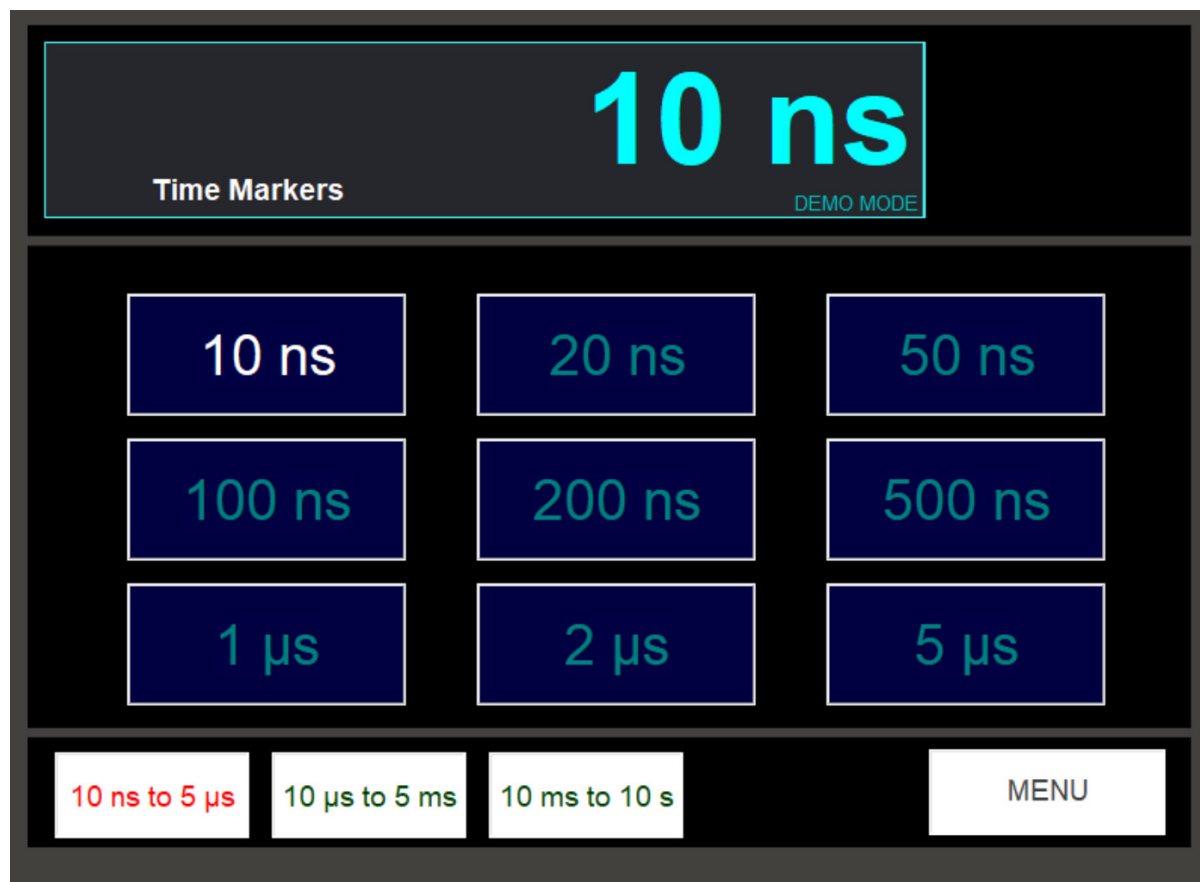 10 ns
Time Markers
DEMO MODE
10 ns 20 ns 50 ns
100 ns 200 ns 500 ns
1 µs 2 µs 5 µs
10 ns to 5 µs 10 µs to 5 ms 10 ms to 10 s MENU